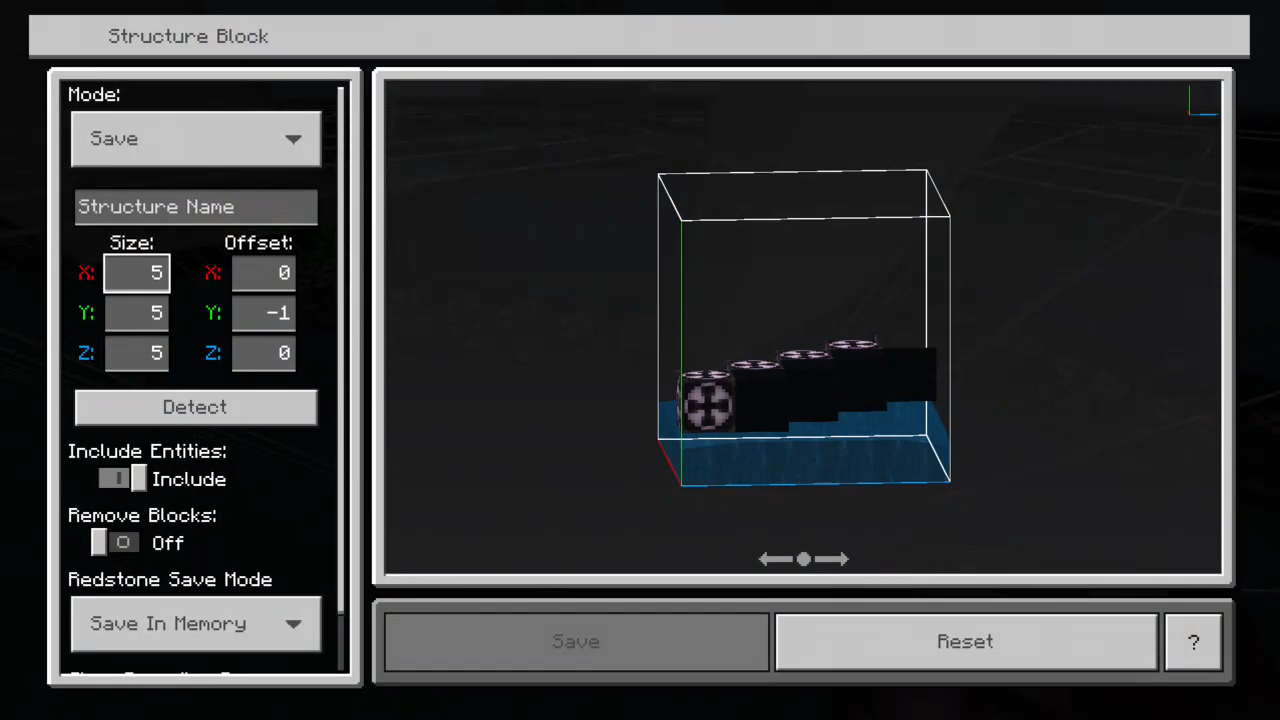 Structure Block
Mode:
Save
Structure Name
Size: Offset:
X: 5 X: 0
Y: 5 Y: -1
Z: 5 Z: 0
Detect
Include Entities:
Include
Remove Blocks:
Off
Redstone Save Mode
Save In Memory
Save
Reset
?